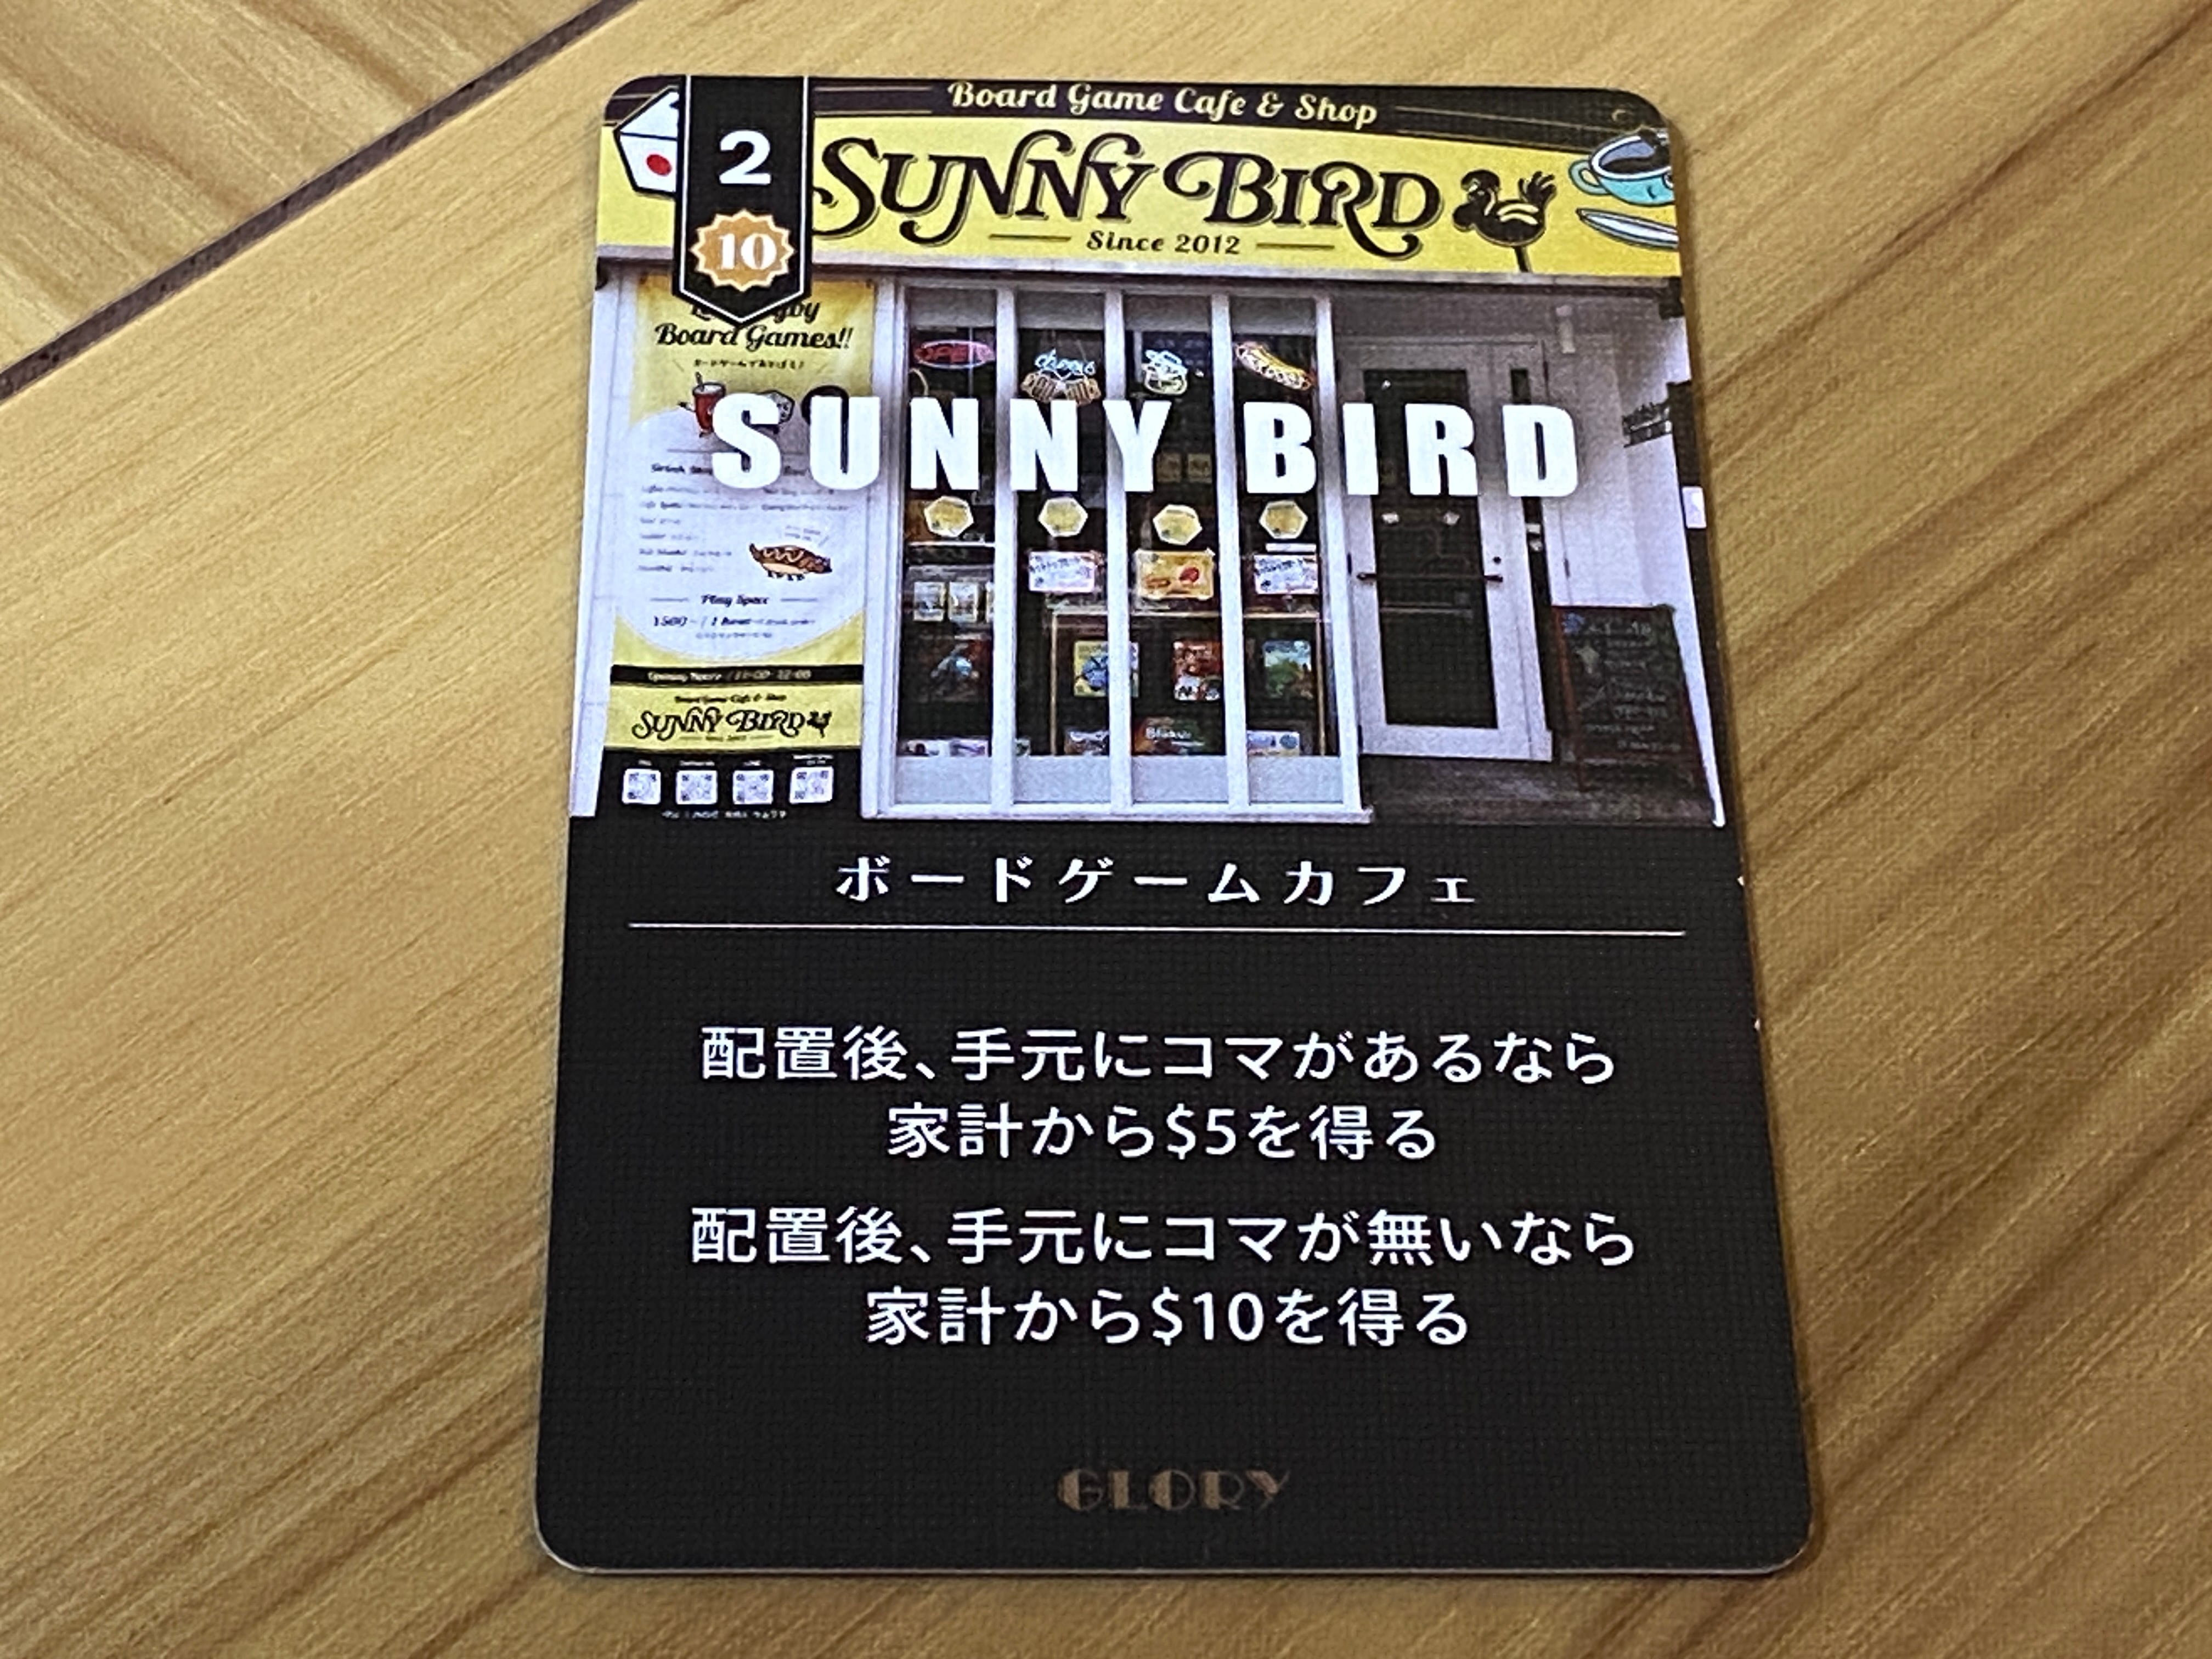 Board Game Cafe & Shop
2
SUNNY BIRD
10
Since 2012
Board Games!!
SUNNY BIRD
Play Space
SUNNY BIRD
ボードゲームカフェ
配置後、手元にコマがあるなら
家計から$5を得る
配置後、手元にコマが無いなら
家計から$10を得る
GLORY